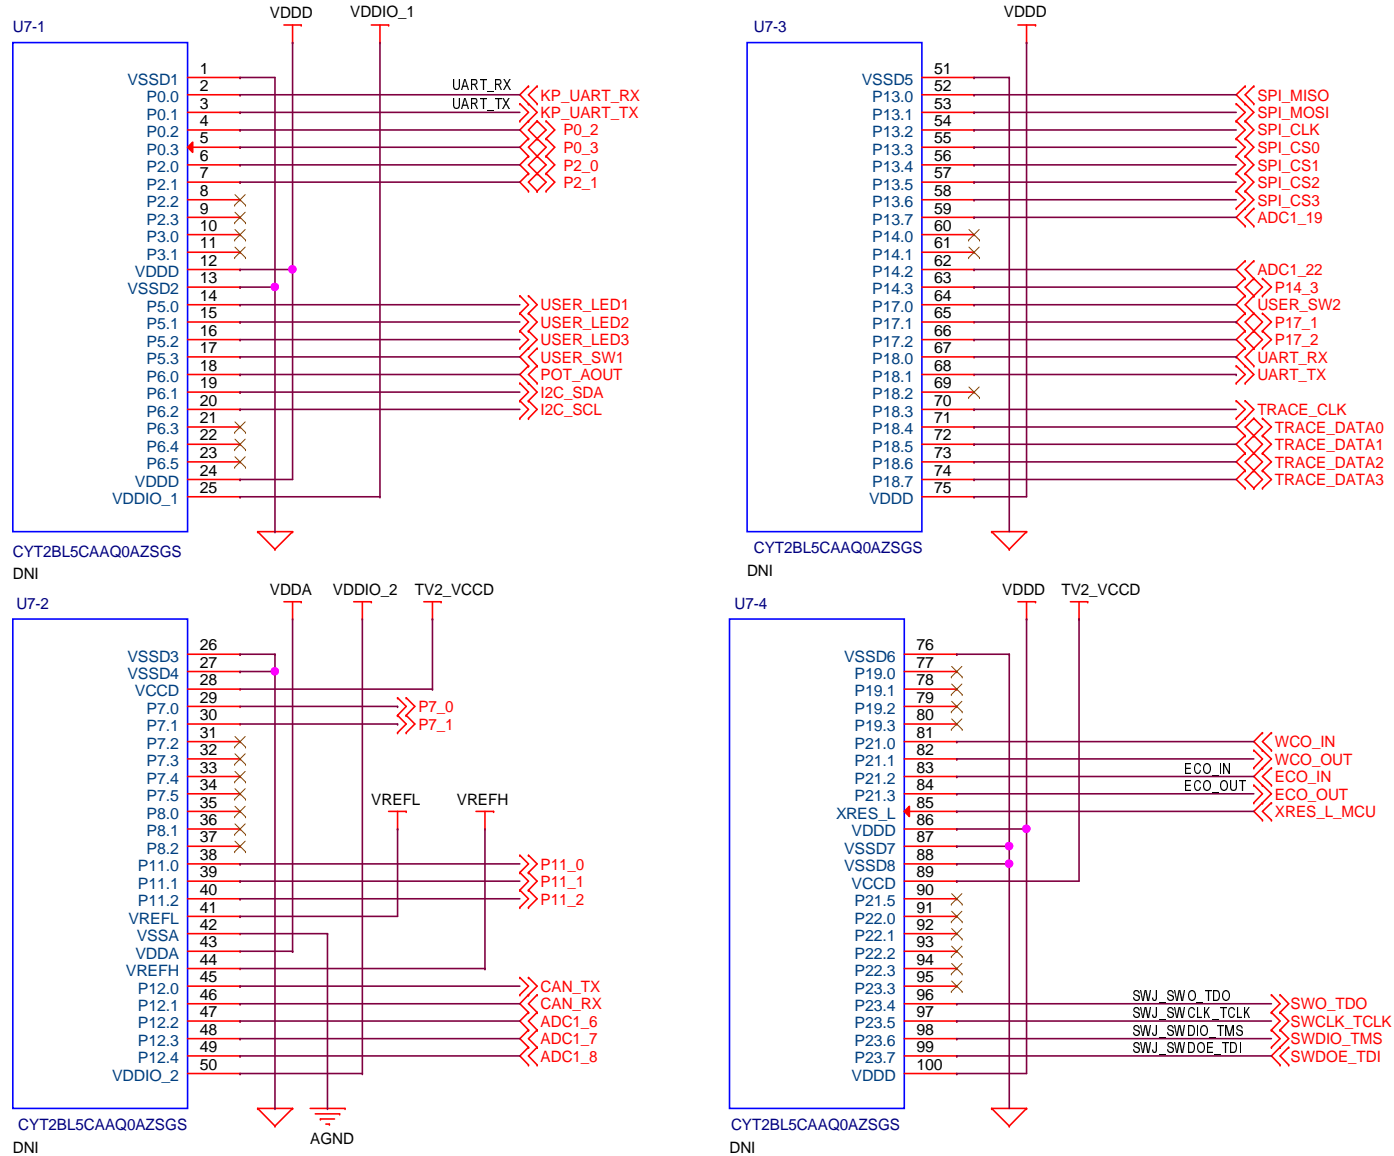 U7-1
VDDD
VDDIO_1
VSSD1 1
P0.0 2 UART_RX KP_UART_RX
P0.1 3 UART_TX KP_UART_TX
P0.2 4 P0_2
P0.3 5 P0_3
P2.0 6 P2_0
P2.1 7 P2_1
P2.2 8
P2.3 9
P3.0 10
P3.1 11
VDDD 12
VSSD2 13
P5.0 14 USER_LED1
P5.1 15 USER_LED2
P5.2 16 USER_LED3
P5.3 17 USER_SW1
P6.0 18 POT_AOUT
P6.1 19 I2C_SDA
P6.2 20 I2C_SCL
P6.3 21
P6.4 22
P6.5 23
VDDD 24
VDDIO_1 25
CYT2BL5CAAQ0AZSGS
DNI
U7-3
VDDD
VSSD5 51
P13.0 52 SPI_MISO
P13.1 53 SPI_MOSI
P13.2 54 SPI_CLK
P13.3 55 SPI_CS0
P13.4 56 SPI_CS1
P13.5 57 SPI_CS2
P13.6 58 SPI_CS3
P13.7 59 ADC1_19
P14.0 60
P14.1 61
P14.2 62 ADC1_22
P14.3 63 P14_3
P17.0 64 USER_SW2
P17.1 65 P17_1
P17.2 66 P17_2
P18.0 67 UART_RX
P18.1 68 UART_TX
P18.2 69
P18.3 70 TRACE_CLK
P18.4 71 TRACE_DATA0
P18.5 72 TRACE_DATA1
P18.6 73 TRACE_DATA2
P18.7 74 TRACE_DATA3
VDDD 75
CYT2BL5CAAQ0AZSGS
DNI
U7-2
VDDA
VDDIO_2
TV2_VCCD
VSSD3 26
VSSD4 27
VCCD 28
P7.0 29 P7_0
P7.1 30 P7_1
P7.2 31
P7.3 32
P7.4 33
P7.5 34
P8.0 35 VREFL VREFH
P8.1 36
P8.2 37
P11.0 38 P11_0
P11.1 39 P11_1
P11.2 40 P11_2
VREFL 41
VSSA 42
VDDA 43
VREFH 44
P12.0 45 CAN_TX
P12.1 46 CAN_RX
P12.2 47 ADC1_6
P12.3 48 ADC1_7
P12.4 49 ADC1_8
VDDIO_2 50
AGND
CYT2BL5CAAQ0AZSGS
DNI
U7-4
VDDD
TV2_VCCD
VSSD6 76
P19.0 77
P19.1 78
P19.2 79
P19.3 80
P21.0 81 WCO_IN
P21.1 82 WCO_OUT
P21.2 83 ECO_IN ECO_IN
P21.3 84 ECO_OUT ECO_OUT
XRES_L 85 XRES_L_MCU
VDDD 86
VSSD7 87
VSSD8 88
VCCD 89
P21.5 90
P22.0 91
P22.1 92
P22.2 93
P22.3 94
P23.3 95
P23.4 96 SWJ_SWO_TDO SWO_TDO
P23.5 97 SWJ_SWCLK_TCLK SWCLK_TCLK
P23.6 98 SWJ_SWDIO_TMS SWDIO_TMS
P23.7 99 SWJ_SWDOE_TDI SWDOE_TDI
VDDD 100
CYT2BL5CAAQ0AZSGS
DNI